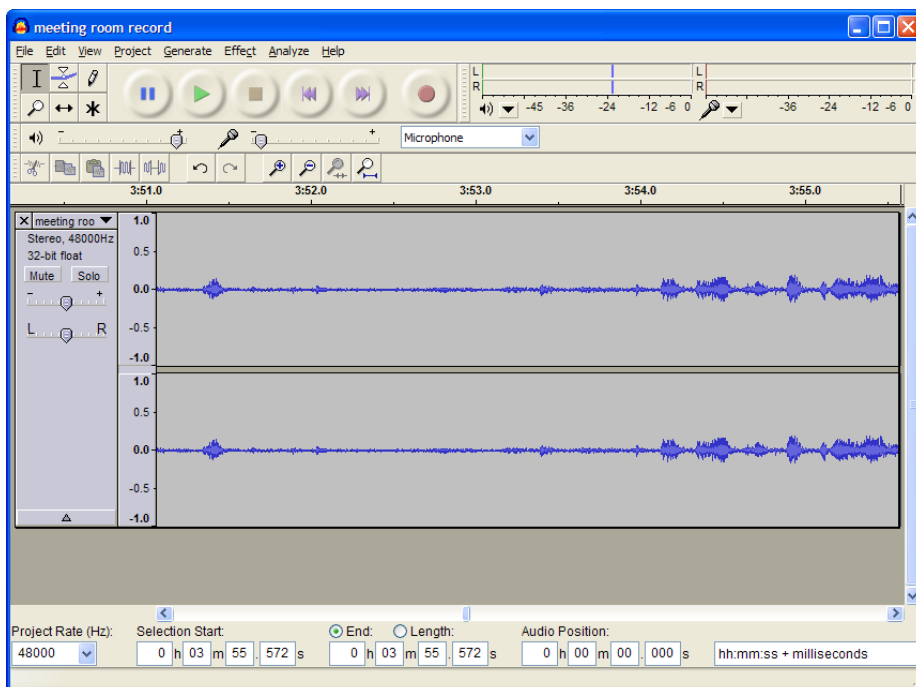 meeting room record
File Edit View Project Generate Effect Analyze Help
L
R
-45 -36 -24 -12 -6 0
L
R
-36 -24 -12 -6 0
- +
- +
Microphone
3:51.0 3:52.0 3:53.0 3:54.0 3:55.0
meeting roo
Stereo, 48000Hz
32-bit float
Mute Solo
- +
L R
1.0
0.5
0.0
-0.5
-1.0
1.0
0.5
0.0
-0.5
-1.0
Project Rate (Hz): Selection Start: End: Length: Audio Position:
48000 0 h 03 m 55 . 572 s 0 h 03 m 55 . 572 s 0 h 00 m 00 . 000 s hh:mm:ss + milliseconds